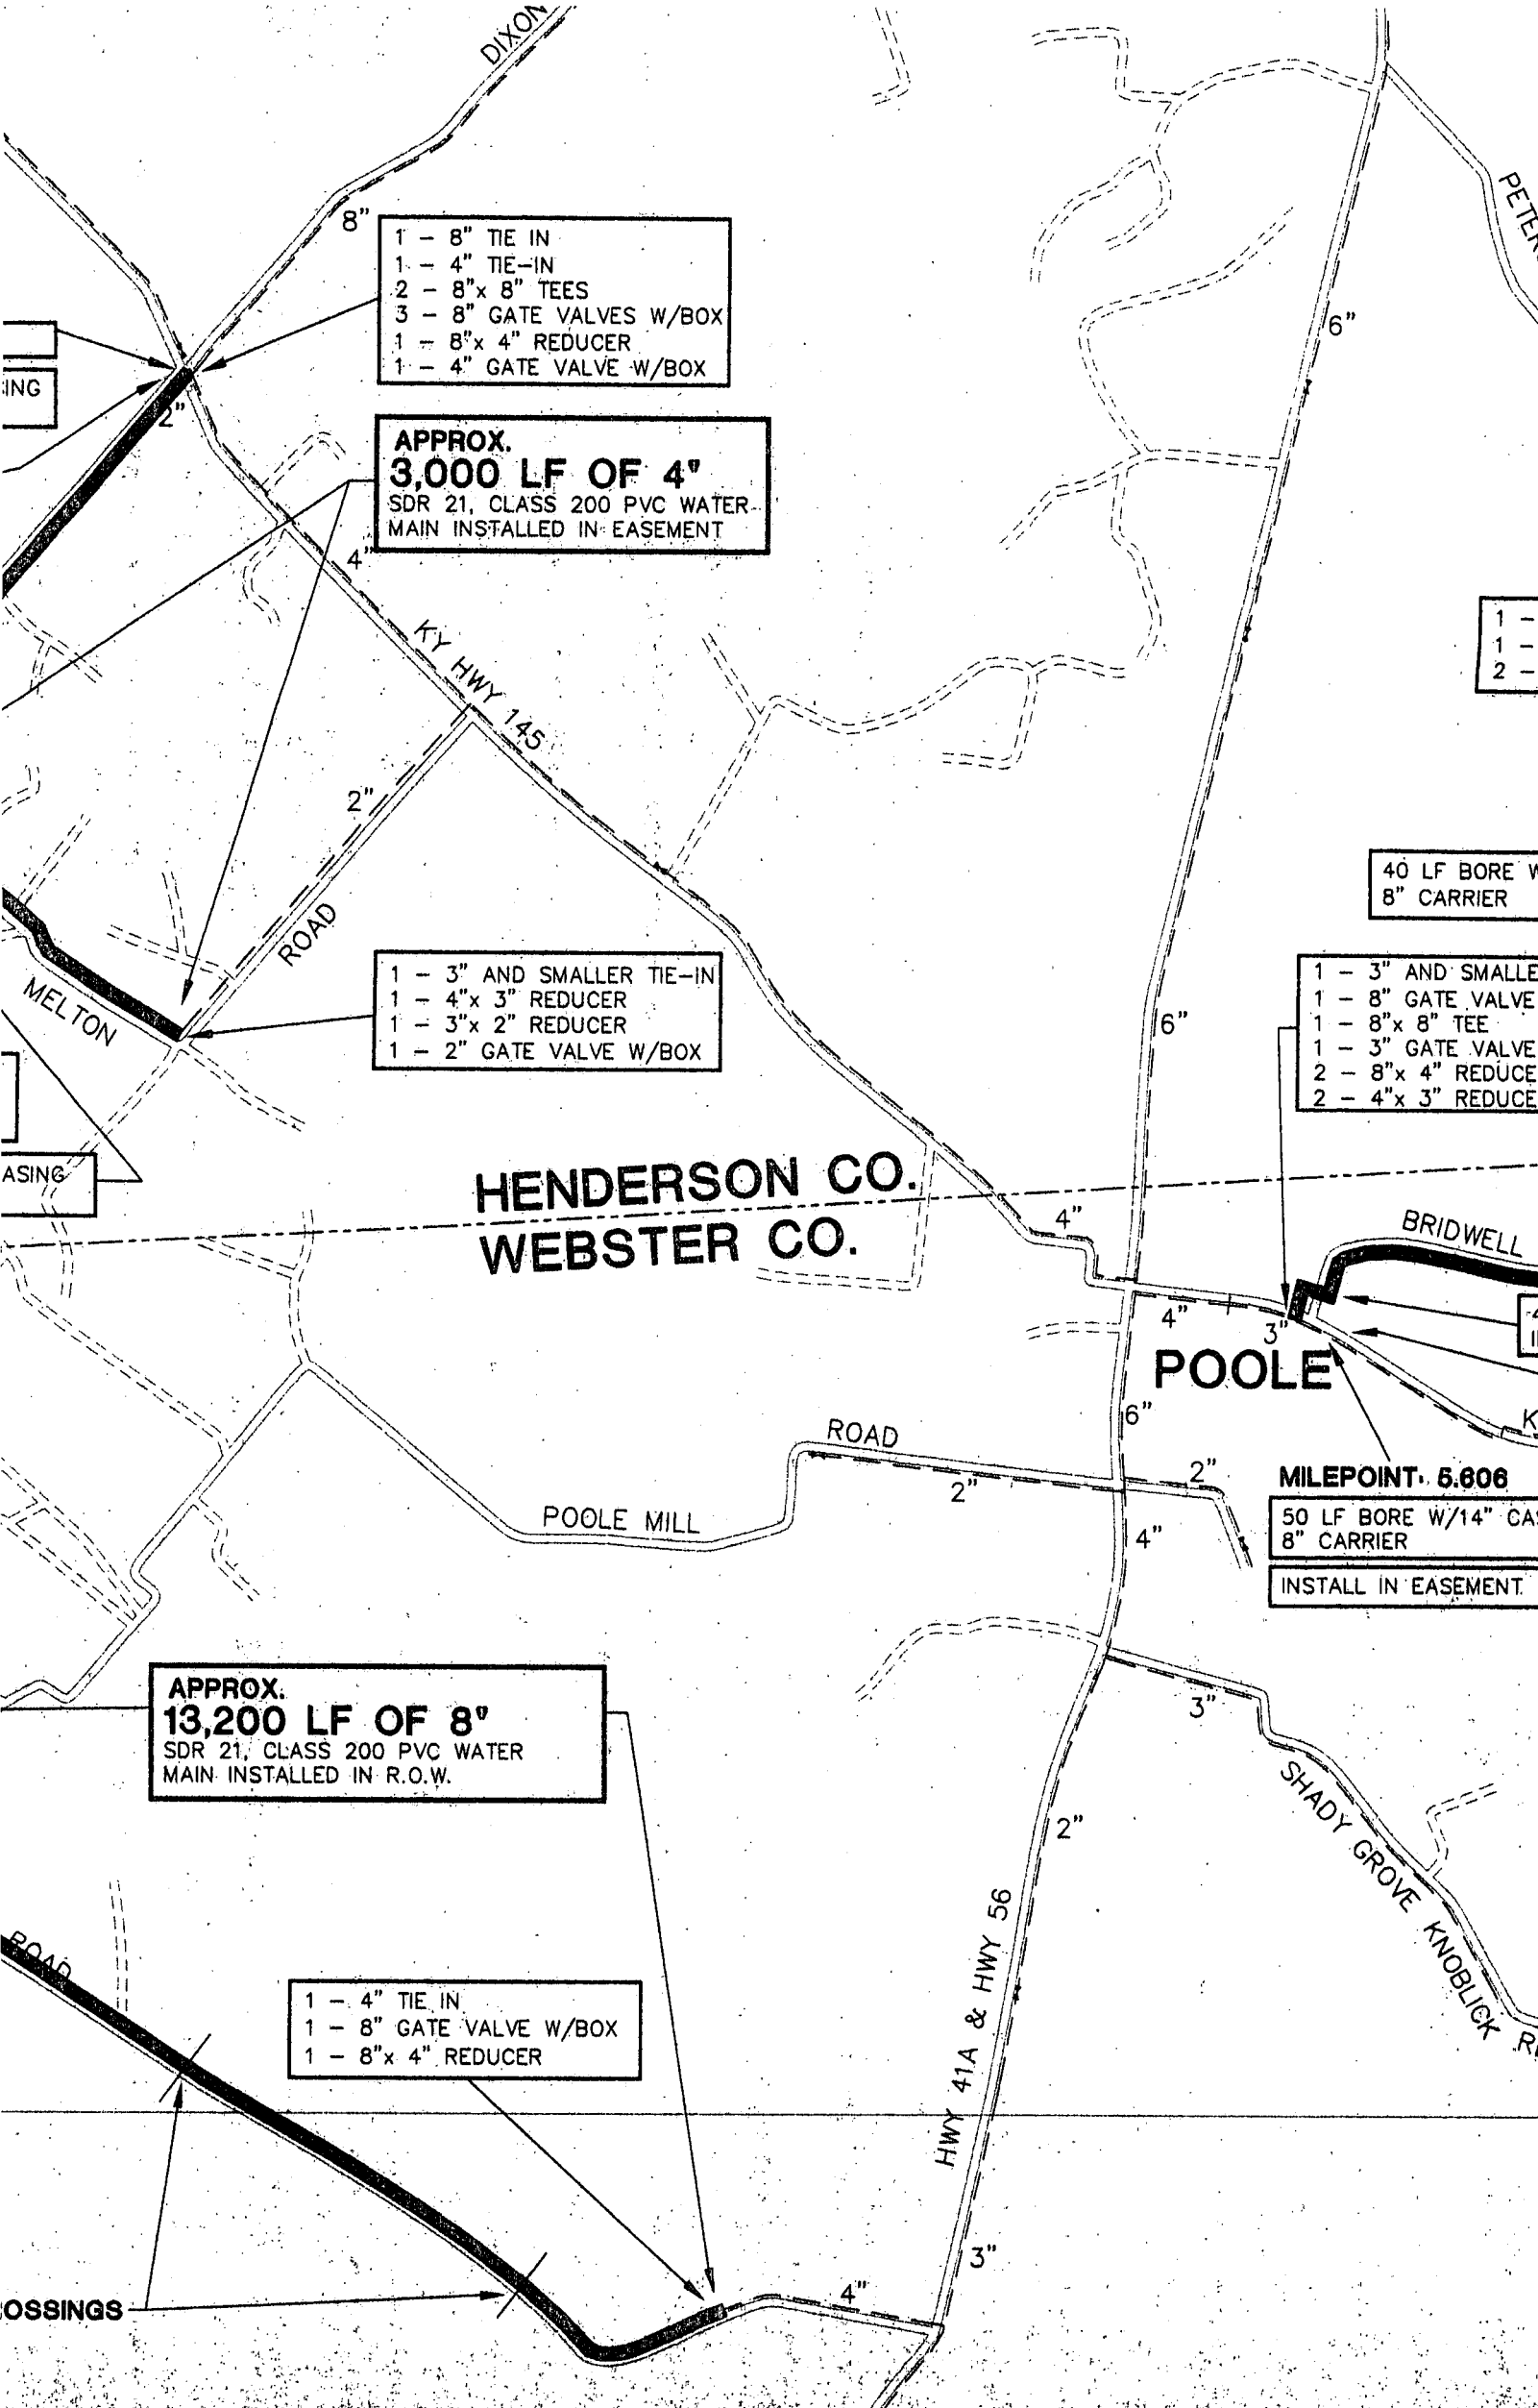 DIXON
8"
1 - 8" TIE IN
1 - 4" TIE-IN
2 - 8"x 8" TEES
3 - 8" GATE VALVES W/BOX
1 - 8"x 4" REDUCER
1 - 4" GATE VALVE W/BOX
6"
2"
APPROX.
3,000 LF OF 4"
SDR 21, CLASS 200 PVC WATER
MAIN INSTALLED IN EASEMENT
4"
KY HWY 145
1 -
1 -
2 -
2"
40 LF BORE
8" CARRIER
ROAD
MELTON
1 - 3" AND SMALLER TIE-IN
1 - 4"x 3" REDUCER
1 - 3"x 2" REDUCER
1 - 2" GATE VALVE W/BOX
6"
1 - 3" AND SMALLE
1 - 8" GATE VALVE
1 - 8"x 8" TEE
1 - 3" GATE VALVE
2 - 8"x 4" REDUCE
2 - 4"x 3" REDUCE
ASING
HENDERSON CO.
WEBSTER CO.
4"
BRIDWELL
4"
3"
POOLE
6"
ROAD
2"
2"
MILEPOINT: 5.606
50 LF BORE W/14" CAS
8" CARRIER
INSTALL IN EASEMENT
POOLE MILL
4"
APPROX.
13,200 LF OF 8"
SDR 21, CLASS 200 PVC WATER
MAIN INSTALLED IN R.O.W.
3"
2"
SHADY GROVE KNOBLICK
HWY 41A & HWY 56
ROAD
1 - 4" TIE IN
1 - 8" GATE VALVE W/BOX
1 - 8"x 4" REDUCER
3"
4"
OSSINGS